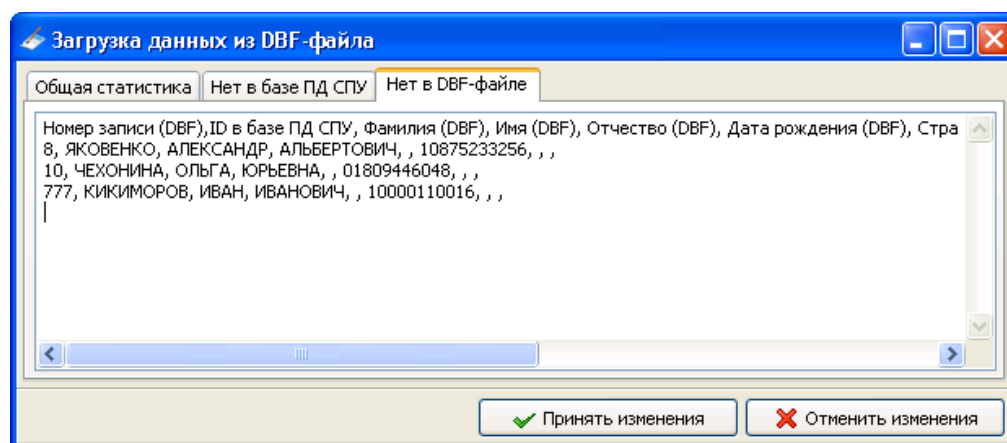 Загрузка данных из DBF-файла
Общая статистика Нет в базе ПД СПУ Нет в DBF-файле
Номер записи (DBF),ID в базе ПД СПУ, Фамилия (DBF), Имя (DBF), Отчество (DBF), Дата рождения (DBF), Стра
8, ЯКОВЕНКО, АЛЕКСАНДР, АЛЬБЕРТОВИЧ, , 10875233256, , ,
10, ЧЕХОНИНА, ОЛЬГА, ЮРЬЕВНА, , 01809446048, , ,
777, КИКИМОРОВ, ИВАН, ИВАНОВИЧ, , 10000110016, , ,
Принять изменения Отменить изменения